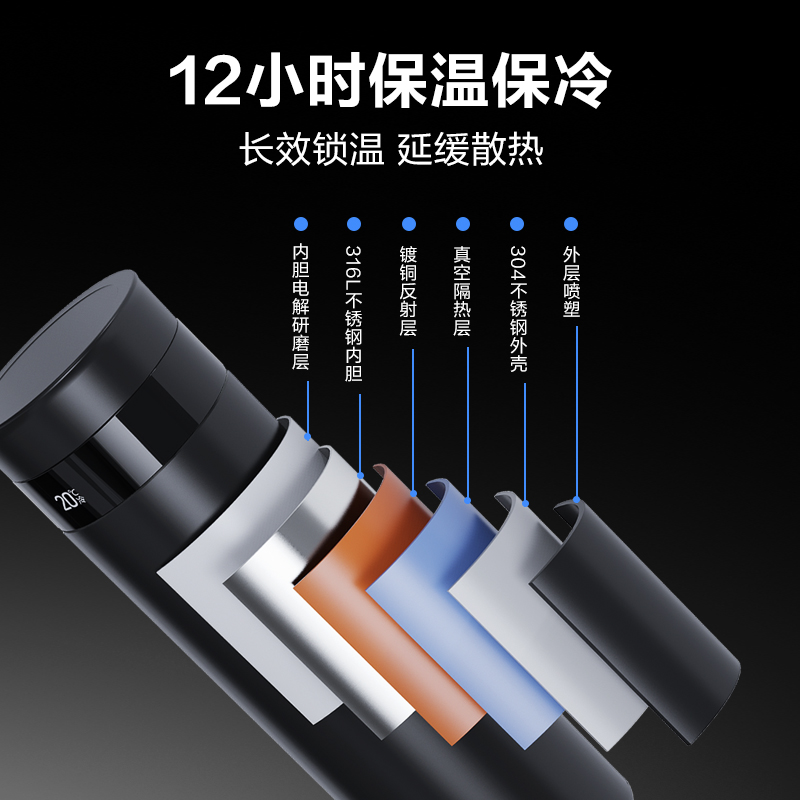 12小时保温保冷
长效锁温 延缓散热
内胆电解研磨层
316L不锈钢内胆
镀铜反射层
真空隔热层
304不锈钢外壳
外层喷塑
20℃冷